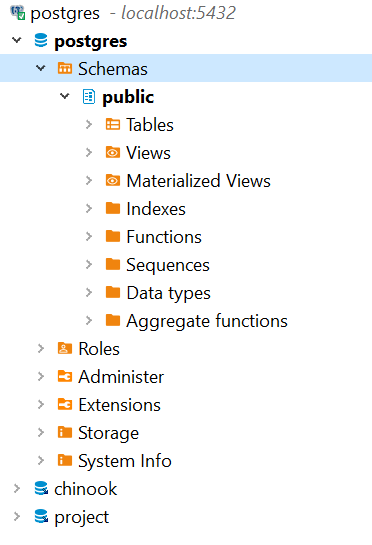 postgres - localhost:5432
postgres
Schemas
public
Tables
Views
Materialized Views
Indexes
Functions
Sequences
Data types
Aggregate functions
Roles
Administer
Extensions
Storage
System Info
chinook
project